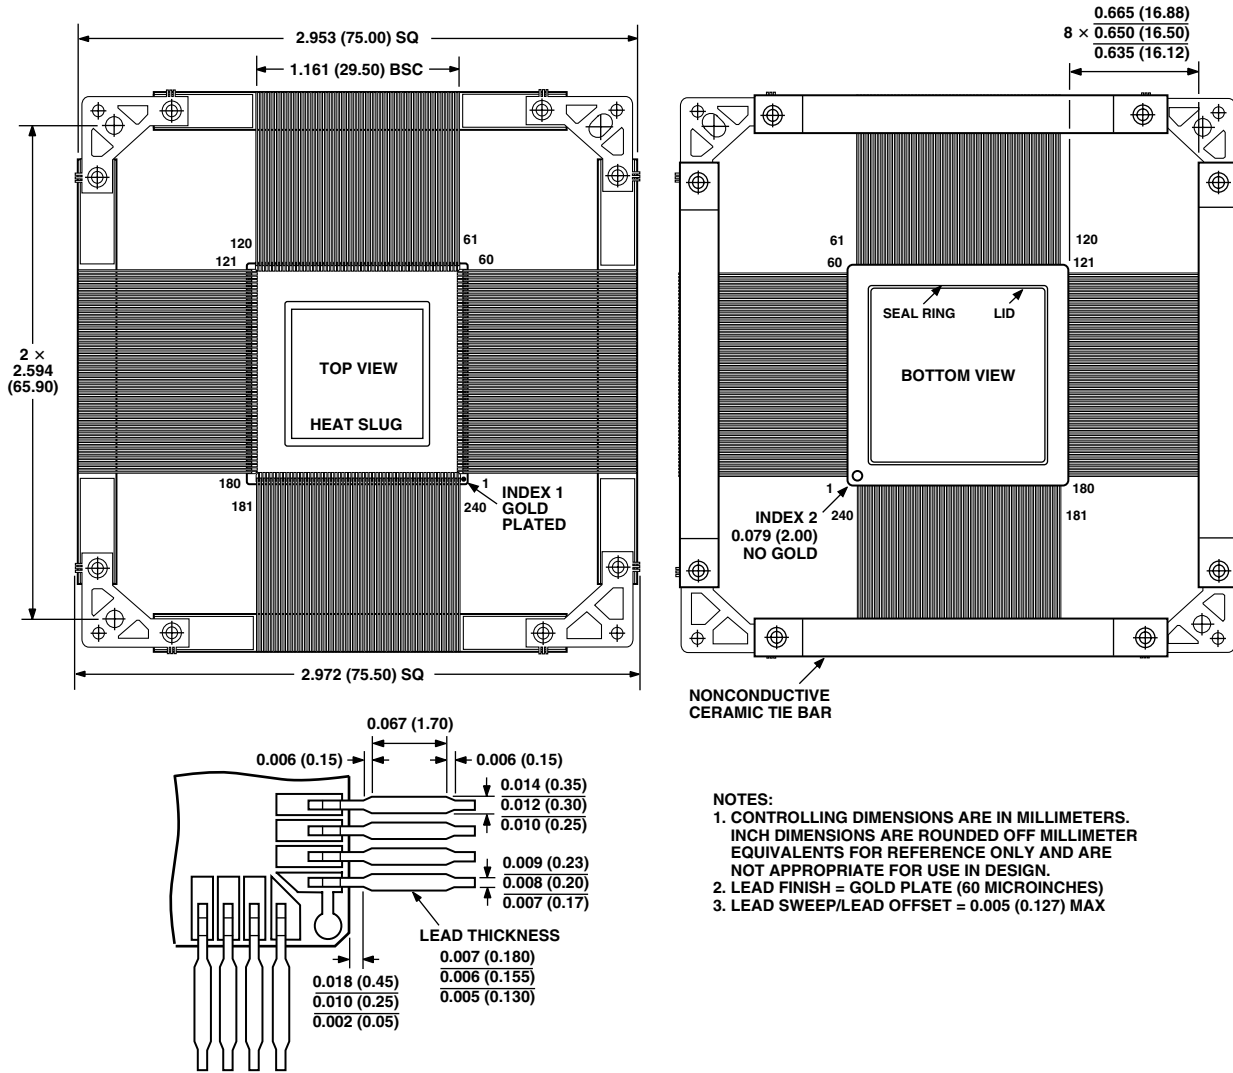 2.953 (75.00) SQ
1.161 (29.50) BSC
120
121
61
60
2 ×
2.594
(65.90)
TOP VIEW
HEAT SLUG
180
181
1
240
INDEX 1
GOLD
PLATED
2.972 (75.50) SQ
0.665 (16.88)
8 × 0.650 (16.50)
0.635 (16.12)
61
60
120
121
SEAL RING
LID
BOTTOM VIEW
1
240
INDEX 2
0.079 (2.00)
NO GOLD
180
181
NONCONDUCTIVE
CERAMIC TIE BAR
0.067 (1.70)
0.006 (0.15)
0.006 (0.15)
0.014 (0.35)
0.012 (0.30)
0.010 (0.25)
0.009 (0.23)
0.008 (0.20)
0.007 (0.17)
LEAD THICKNESS
0.007 (0.180)
0.006 (0.155)
0.005 (0.130)
0.018 (0.45)
0.010 (0.25)
0.002 (0.05)
NOTES:
1. CONTROLLING DIMENSIONS ARE IN MILLIMETERS.
INCH DIMENSIONS ARE ROUNDED OFF MILLIMETER
EQUIVALENTS FOR REFERENCE ONLY AND ARE
NOT APPROPRIATE FOR USE IN DESIGN.
2. LEAD FINISH = GOLD PLATE (60 MICROINCHES)
3. LEAD SWEEP/LEAD OFFSET = 0.005 (0.127) MAX